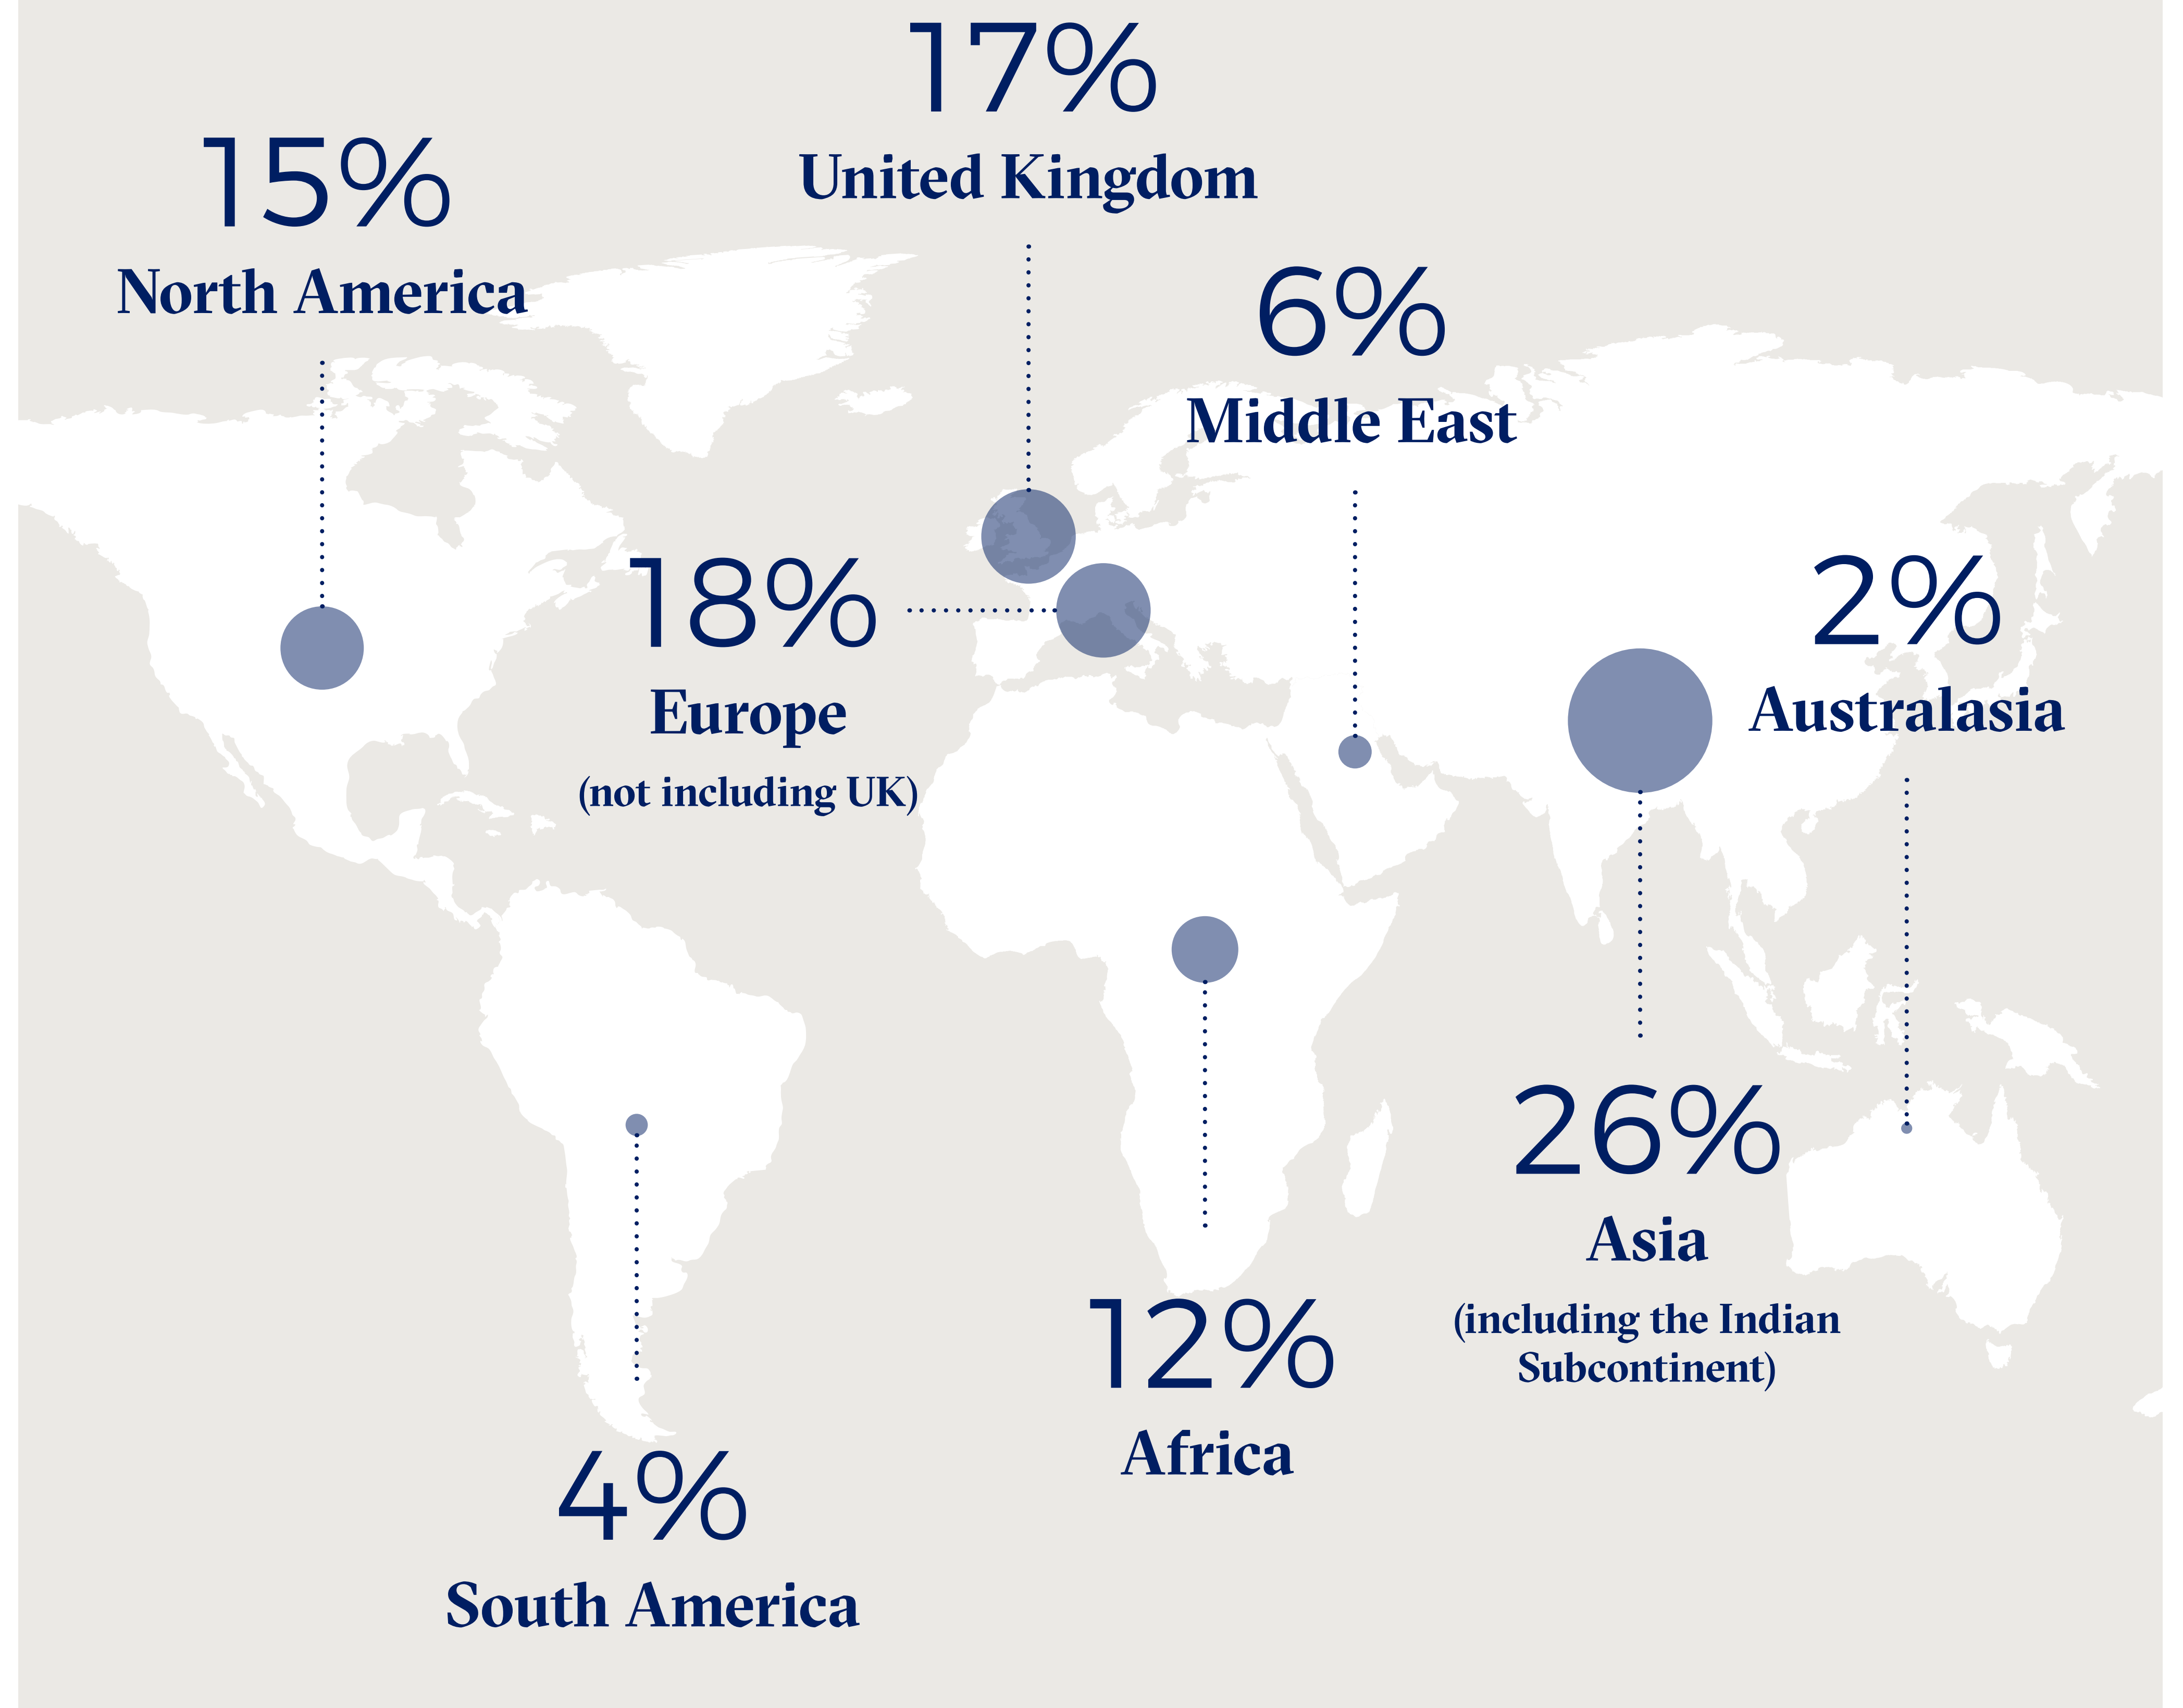 17%
United Kingdom
15%
North America
6%
Middle East
18%
Europe
(not including UK)
2%
Australasia
26%
Asia
(including the Indian
Subcontinent)
12%
Africa
4%
South America